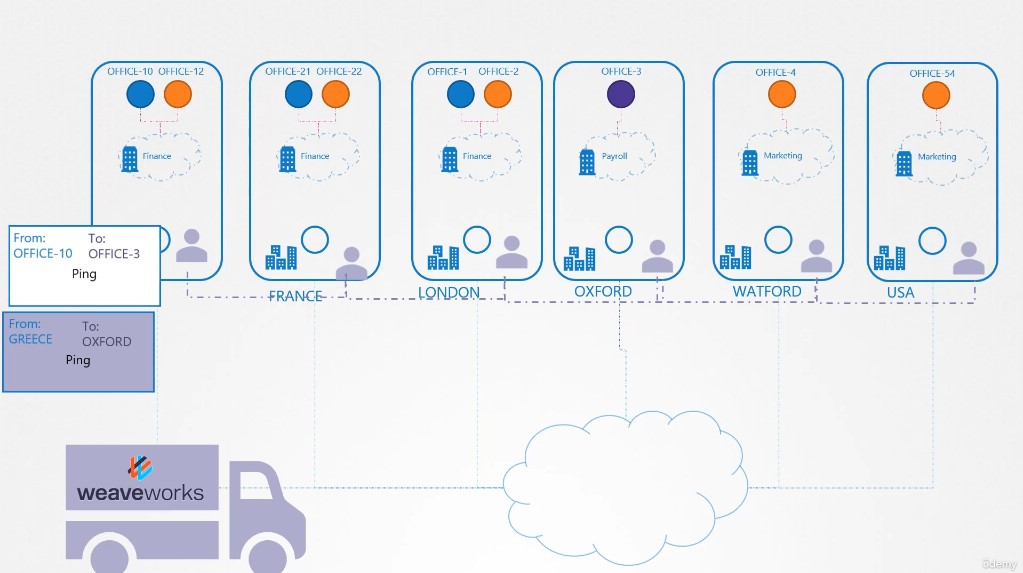 OFFICE-10 OFFICE-12
OFFICE-21 OFFICE-22
OFFICE-1 OFFICE-2
OFFICE-3
OFFICE-4
OFFICE-54
Finance
Finance
Finance
Payroll
Marketing
Marketing
From: To:
OFFICE-10 OFFICE-3
Ping
FRANCE
LONDON
OXFORD
WATFORD
USA
From: To:
GREECE OXFORD
Ping
weaveworks
ûdemy